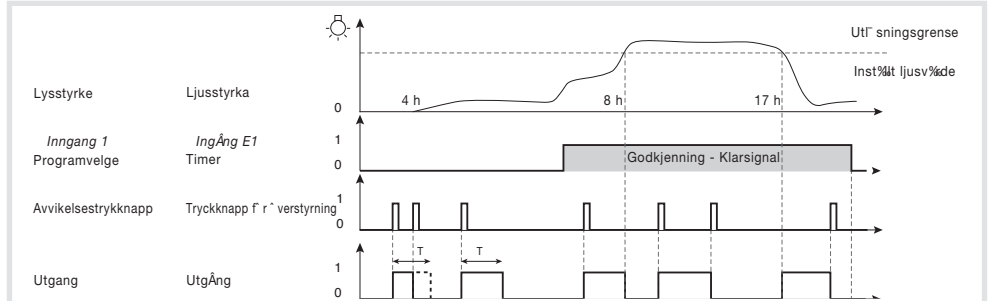 Utl¯ sningsgrense
Inst%llt ljusv%rde
Lysstyrke Ljusstyrka 0 4 h 8 h 17 h
Inngang 1 IngÅng E1 1
Programvelge Timer 0 Godkjenning - Klarsignal
Avvikelsestrykknapp Tryckknapp fˆ r ˆ verstyrning 1
0
T T
Utgang UtgÅng 1
0